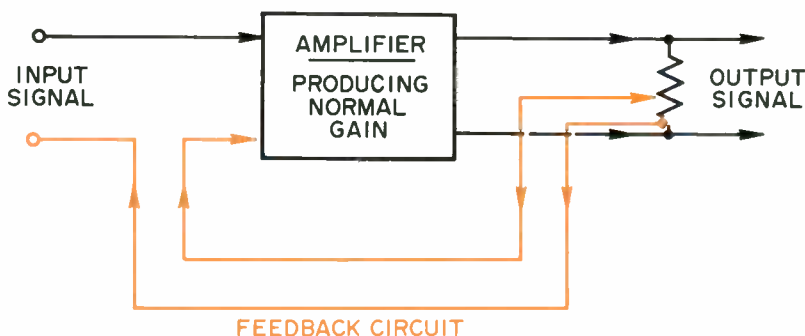 INPUT
SIGNAL
AMPLIFIER
PRODUCING
NORMAL
GAIN
OUTPUT
SIGNAL
FEEDBACK CIRCUIT